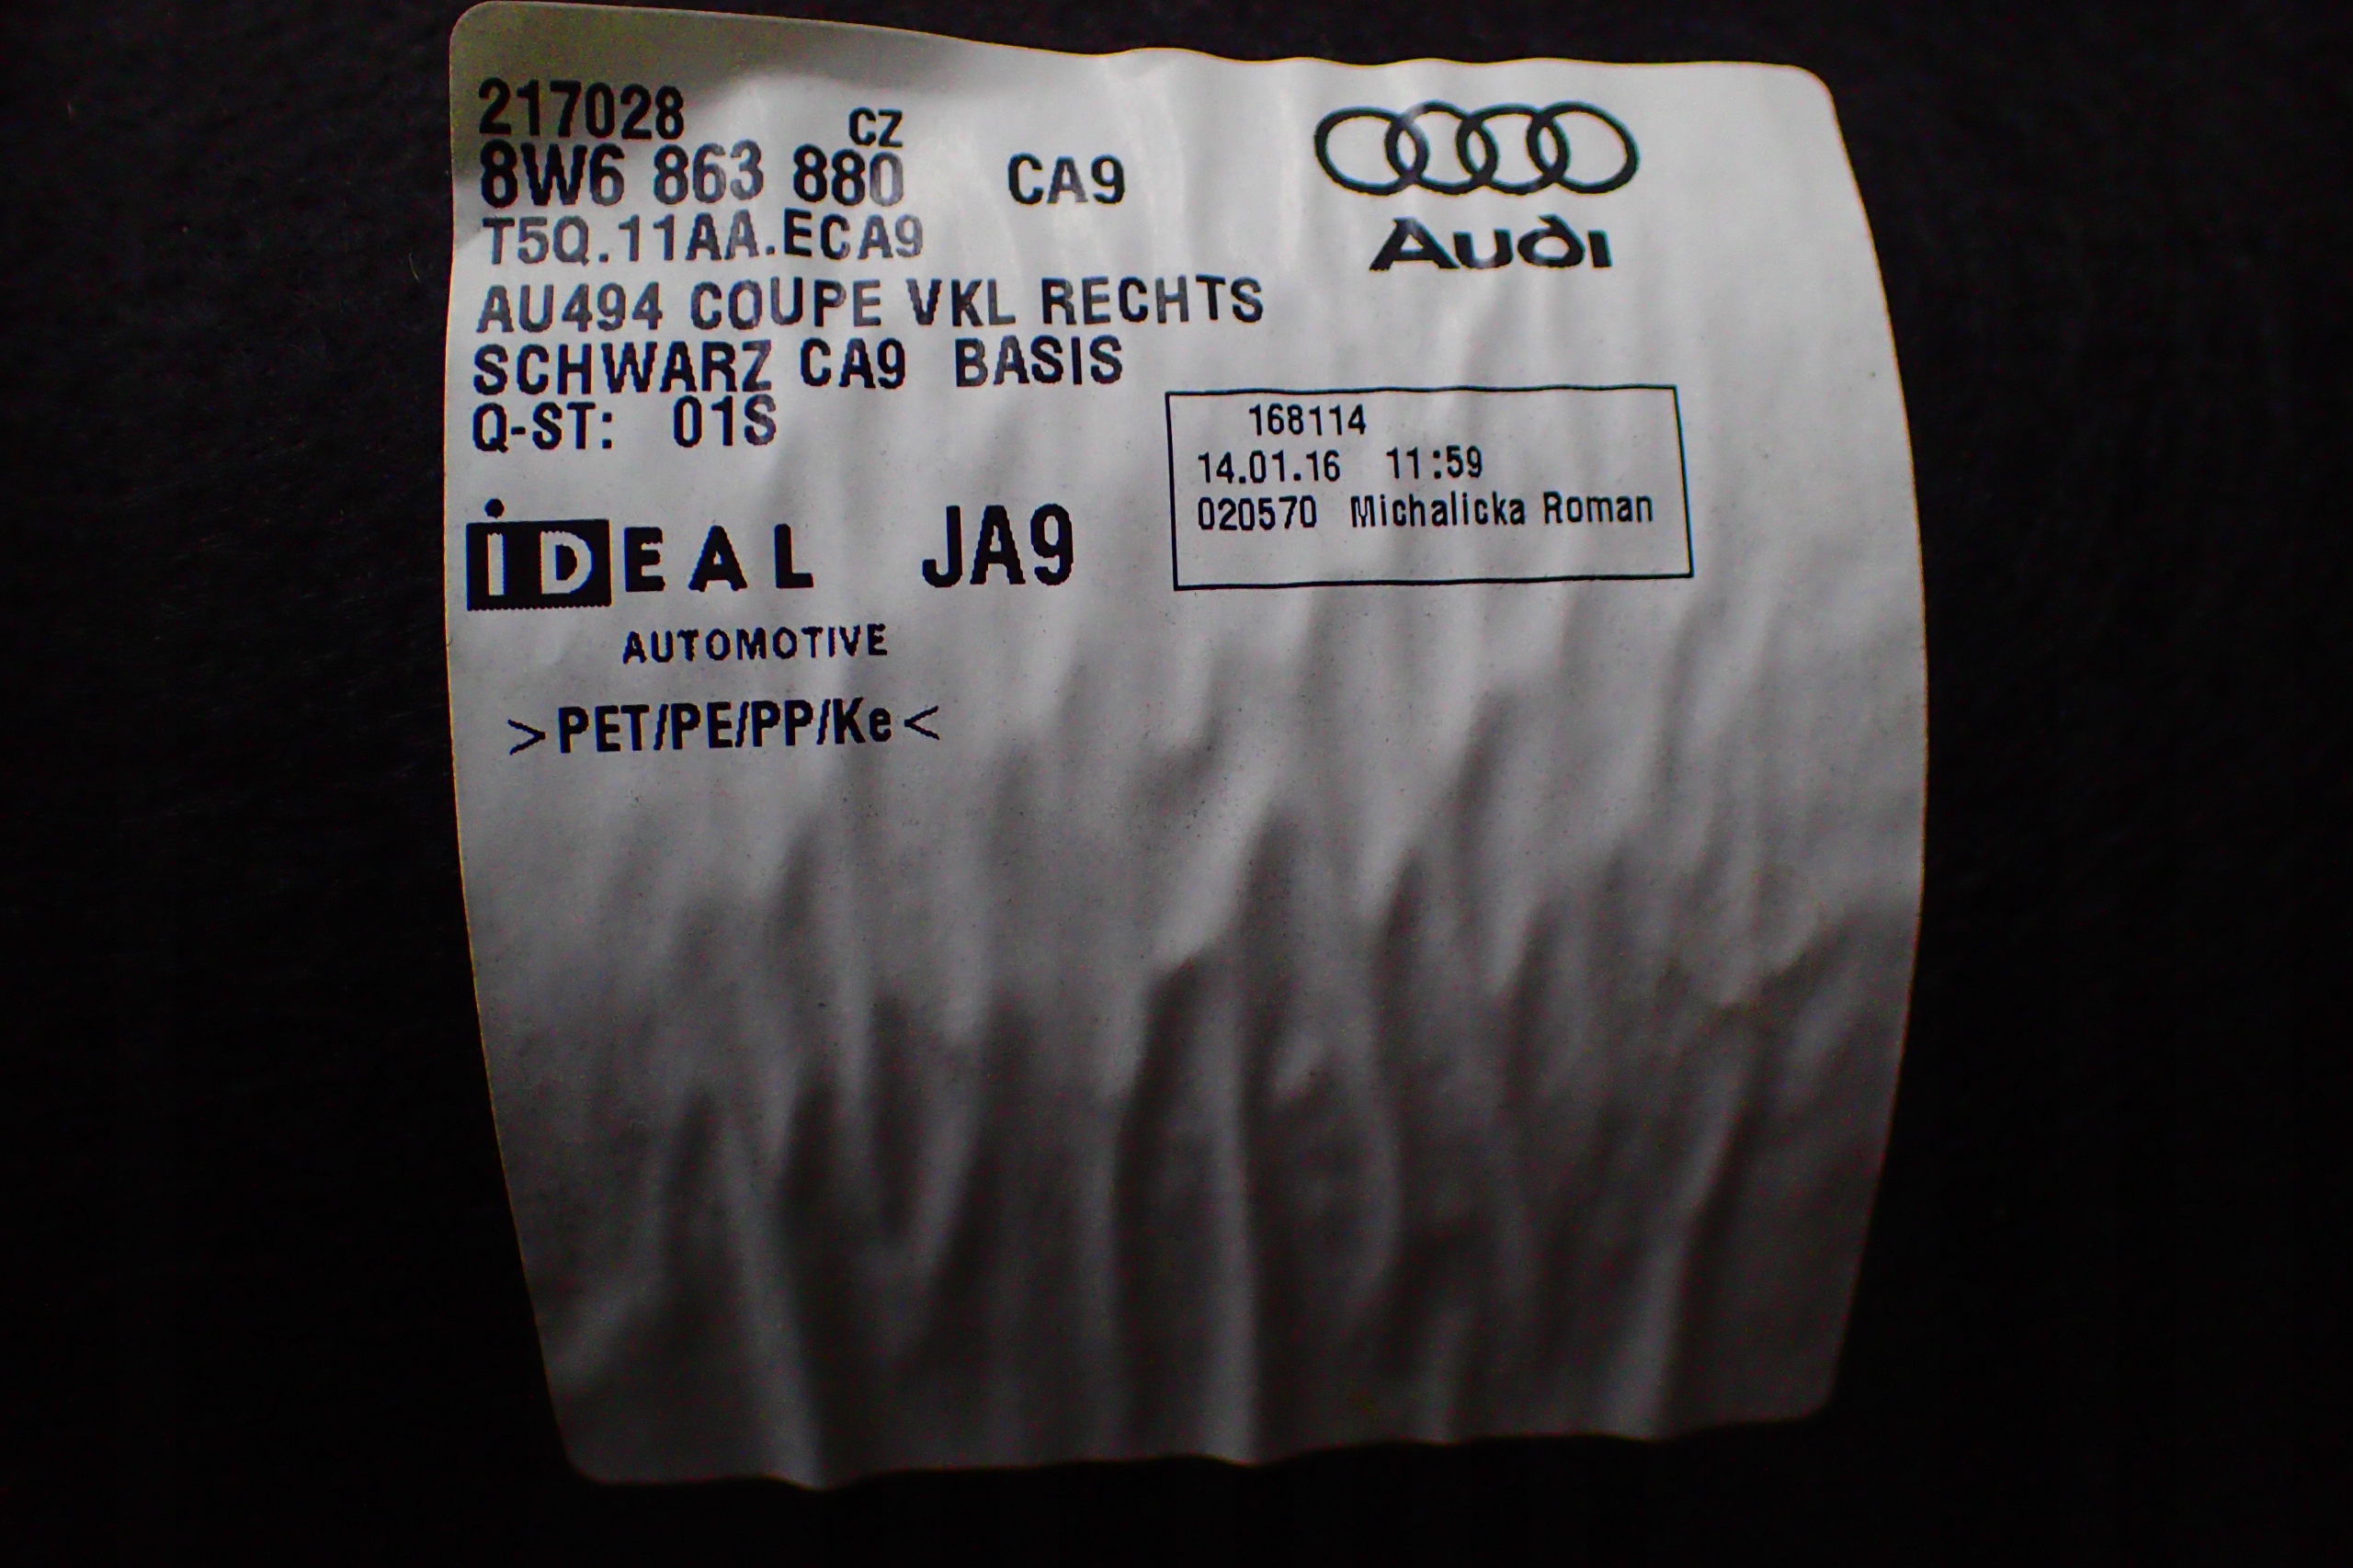 217028 CZ
8W6 863 880 CA9
T5Q.11AA.ECA9
AU494 COUPE VKL RECHTS
SCHWARZ CA9 BASIS
Q-ST: 01S
Audi
168114
14.01.16 11:59
020570 Michalicka Roman
iDEAL JA9
AUTOMOTIVE
>PET/PE/PP/Ke<